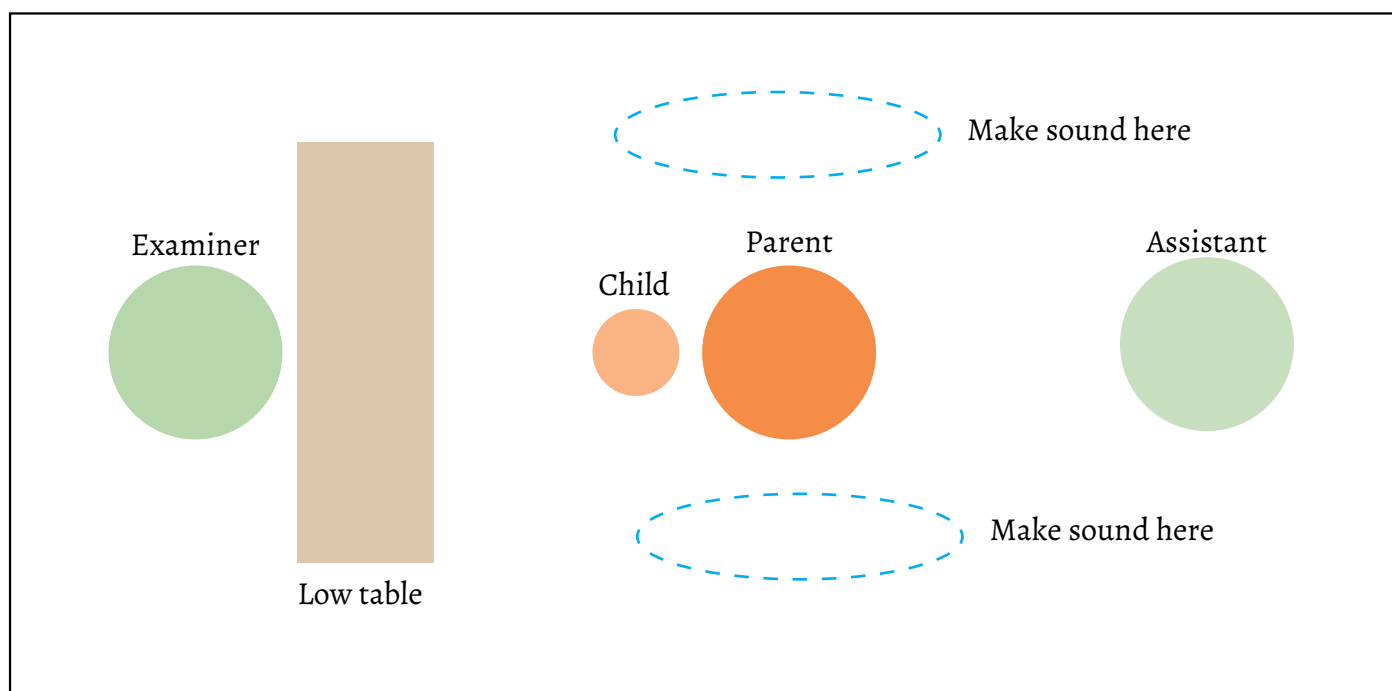 Make sound here
Examiner
Parent
Assistant
Child
Make sound here
Low table